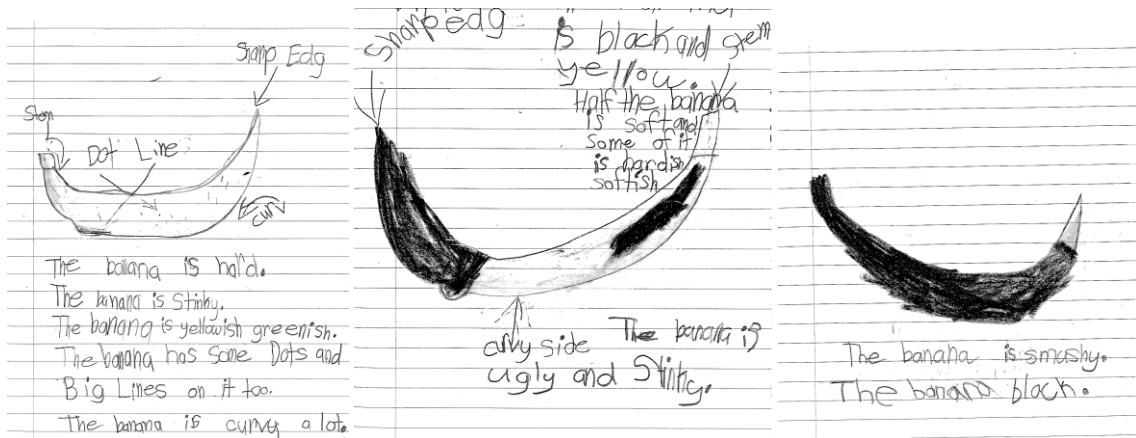 Sharp Edg
Stem
Dot Line
curv
The banana is hard.
The banana is Stinky.
The banana is yellowish greenish.
The banana has some Dots and
Big Lines on it too.
The banana is curvy a lot.
Sharp edg
is black and green
yellow.
Half the banana
is soft and
some of it
is hardish
softish
curvy side
The banana is
ugly and Stinky.
The banana is smushy.
The banana black.